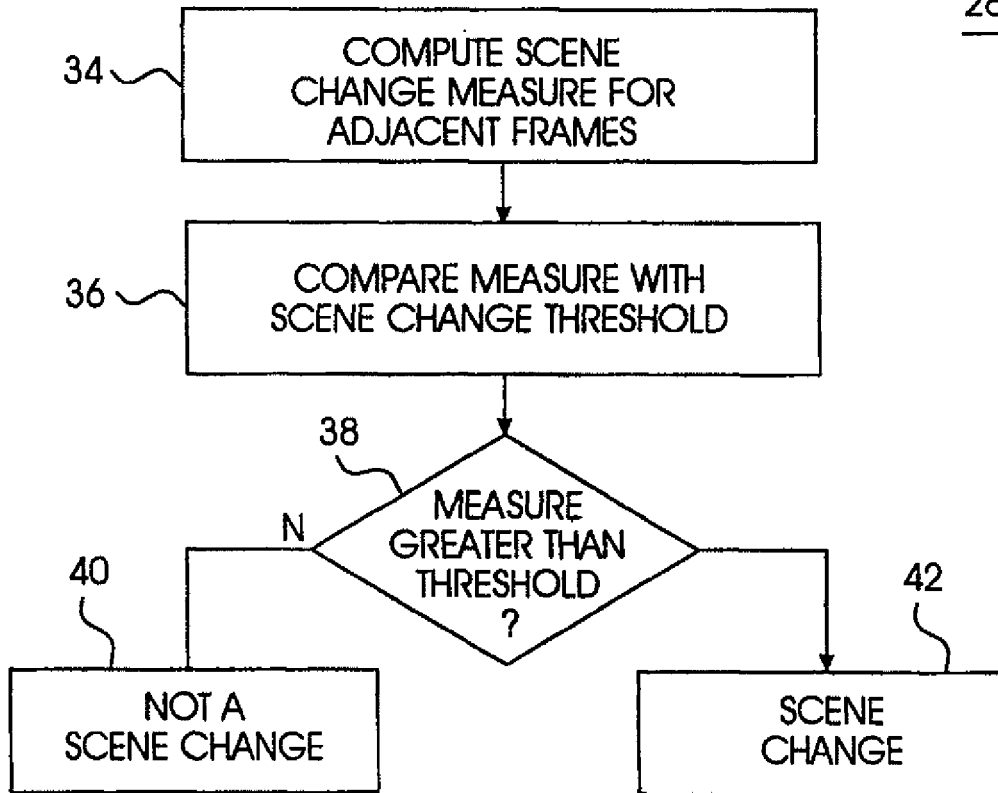 34
COMPUTE SCENE
CHANGE MEASURE FOR
ADJACENT FRAMES
36
COMPARE MEASURE WITH
SCENE CHANGE THRESHOLD
38
MEASURE
GREATER THAN
THRESHOLD
?
N
40
NOT A
SCENE CHANGE
42
SCENE
CHANGE